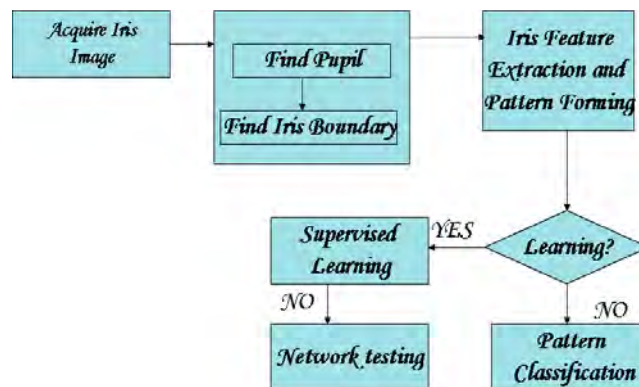 Acquire Iris
Image
Find Pupil
Find Iris Boundary
Iris Feature
Extraction and
Pattern Forming
Learning?
YES
Supervised
Learning
NO
Network testing
NO
Pattern
Classification